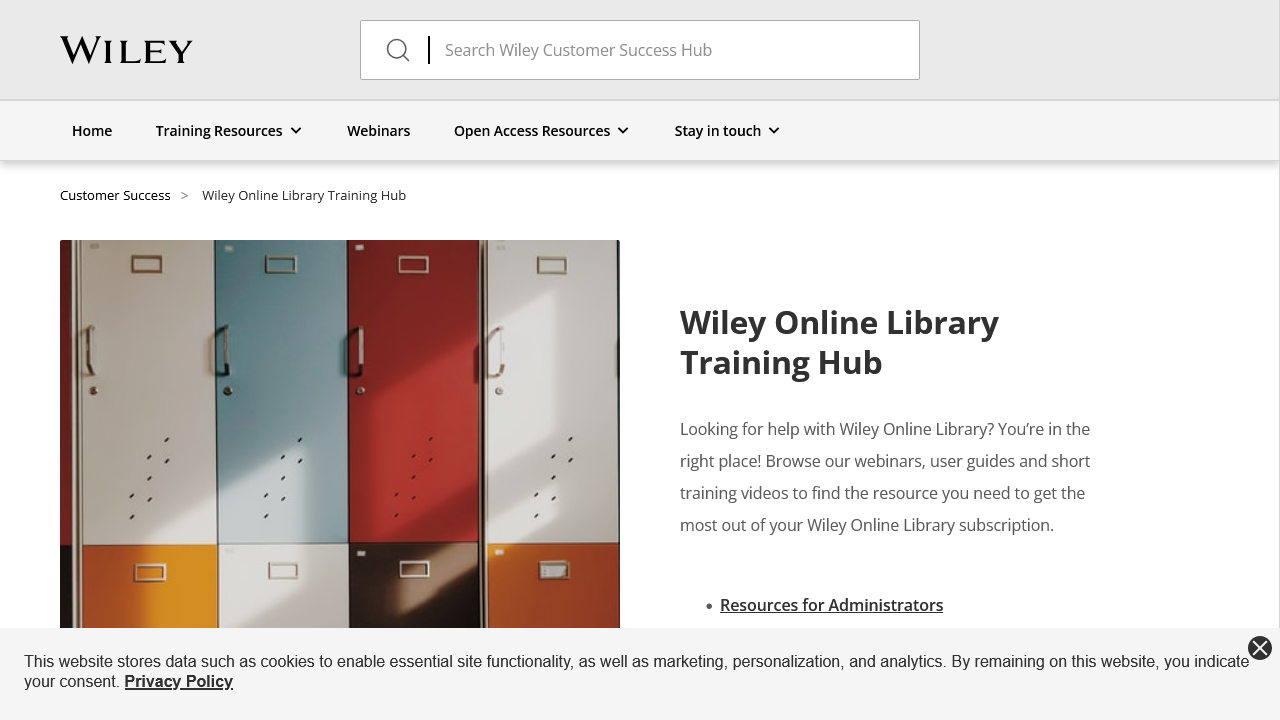 WILEY
Search Wiley Customer Success Hub
Home
Training Resources
Webinars
Open Access Resources
Stay in touch
Customer Success > Wiley Online Library Training Hub
Wiley Online Library
Training Hub
Looking for help with Wiley Online Library? You’re in the
right place! Browse our webinars, user guides and short
training videos to find the resource you need to get the
most out of your Wiley Online Library subscription.
• Resources for Administrators
This website stores data such as cookies to enable essential site functionality, as well as marketing, personalization, and analytics. By remaining on this website, you indicate
your consent. Privacy Policy